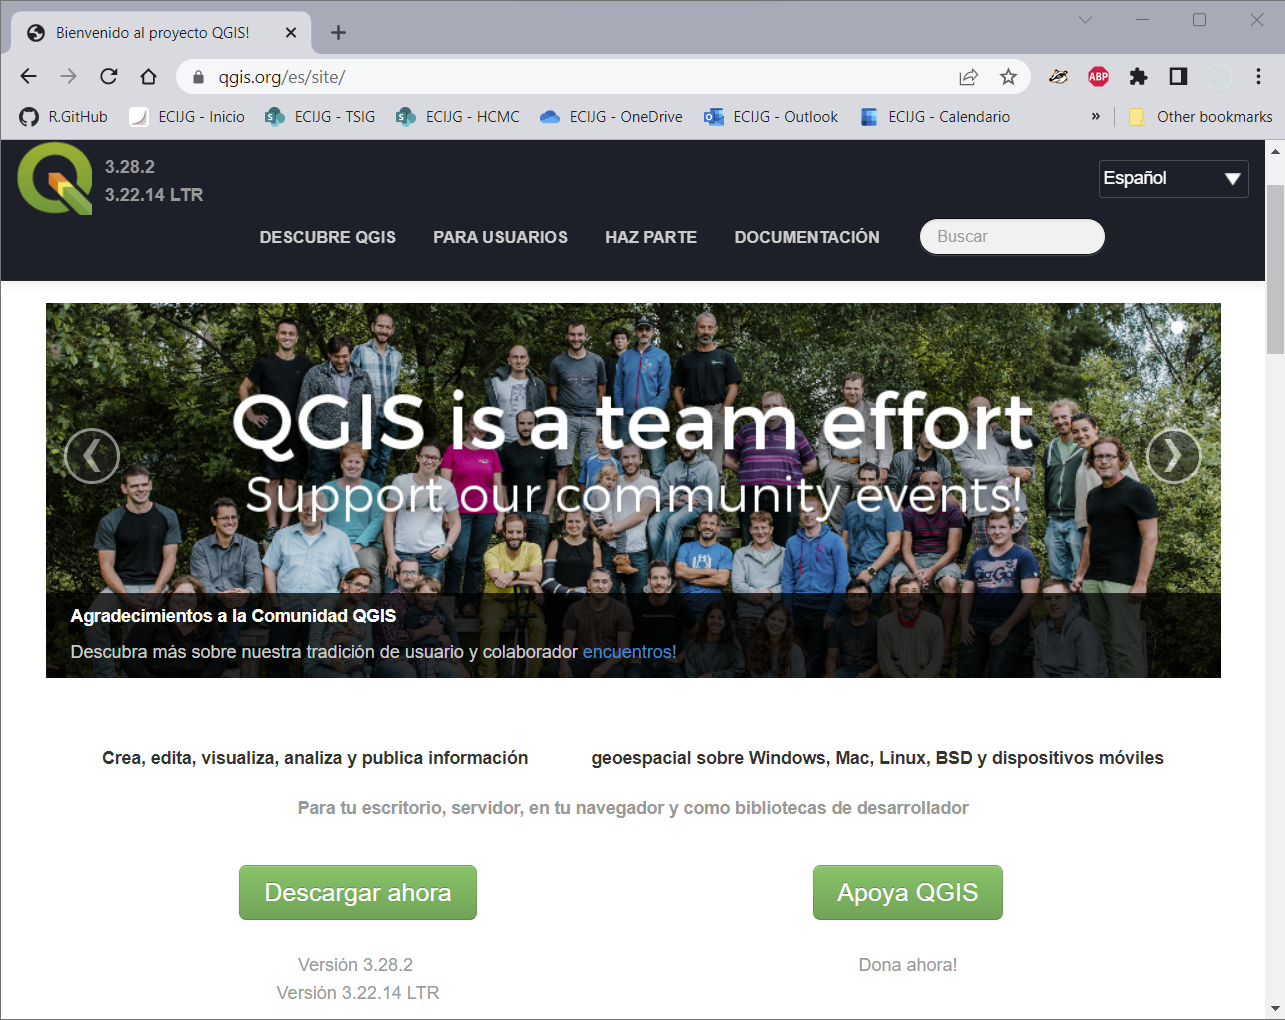 Bienvenido al proyecto QGIS!
qgis.org/es/site/
ABP
R.GitHub
ECIJG - Inicio
ECIJG - TSIG
ECIJG - HCMC
ECIJG - OneDrive
ECIJG - Outlook
ECIJG - Calendario
»
Other bookmarks
3.28.2
3.22.14 LTR
Español
DESCUBRE QGIS
PARA USUARIOS
HAZ PARTE
DOCUMENTACIÓN
Buscar
QGIS is a team effort
Support our community events!
Agradecimientos a la Comunidad QGIS
Descubra más sobre nuestra tradición de usuario y colaborador encuentros!
Crea, edita, visualiza, analiza y publica información
geoespacial sobre Windows, Mac, Linux, BSD y dispositivos móviles
Para tu escritorio, servidor, en tu navegador y como bibliotecas de desarrollador
Descargar ahora
Apoya QGIS
Versión 3.28.2
Dona ahora!
Versión 3.22.14 LTR